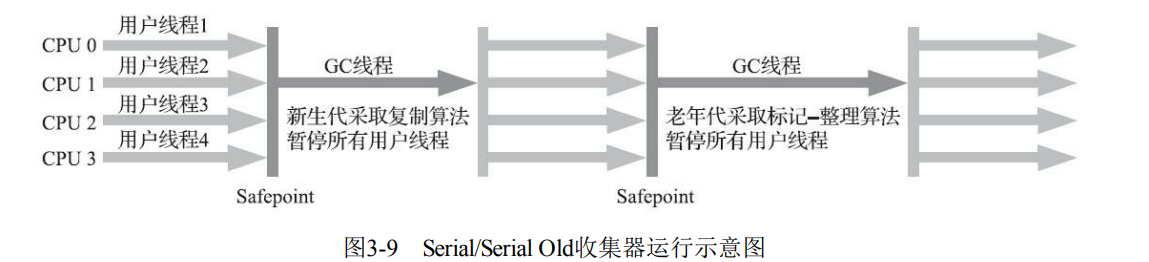 用户线程1
CPU 0
用户线程2
CPU 1
用户线程3
CPU 2
用户线程4
CPU 3
Safepoint
GC线程
新生代采取复制算法
暂停所有用户线程
Safepoint
GC线程
老年代采取标记–整理算法
暂停所有用户线程
图3-9 Serial/Serial Old收集器运行示意图